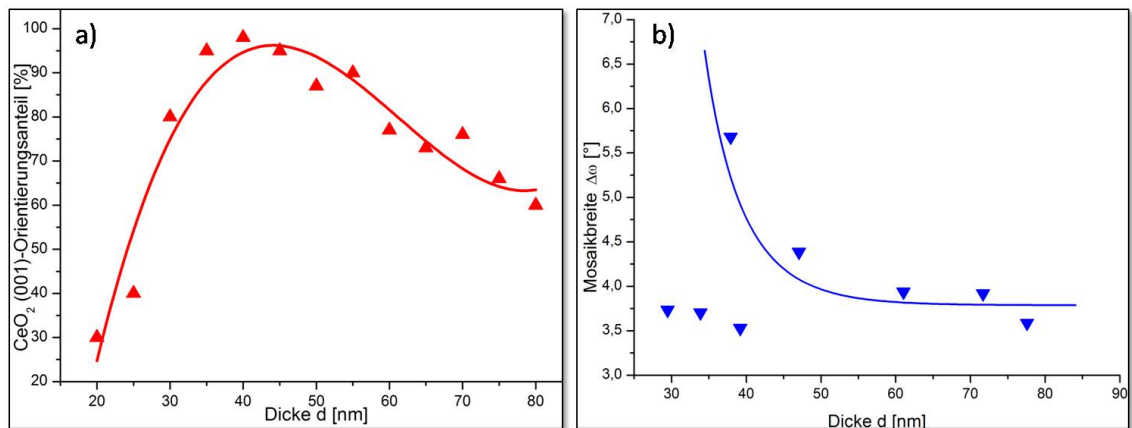 a)
CeO2 (001)-Orientierungsanteil [%]
100
90
80
70
60
50
40
30
20
20 30 40 50 60 70 80
Dicke d [nm]
b)
Mosaikbreite Δω [°]
7,0
6,5
6,0
5,5
5,0
4,5
4,0
3,5
3,0
30 40 50 60 70 80 90
Dicke d [nm]